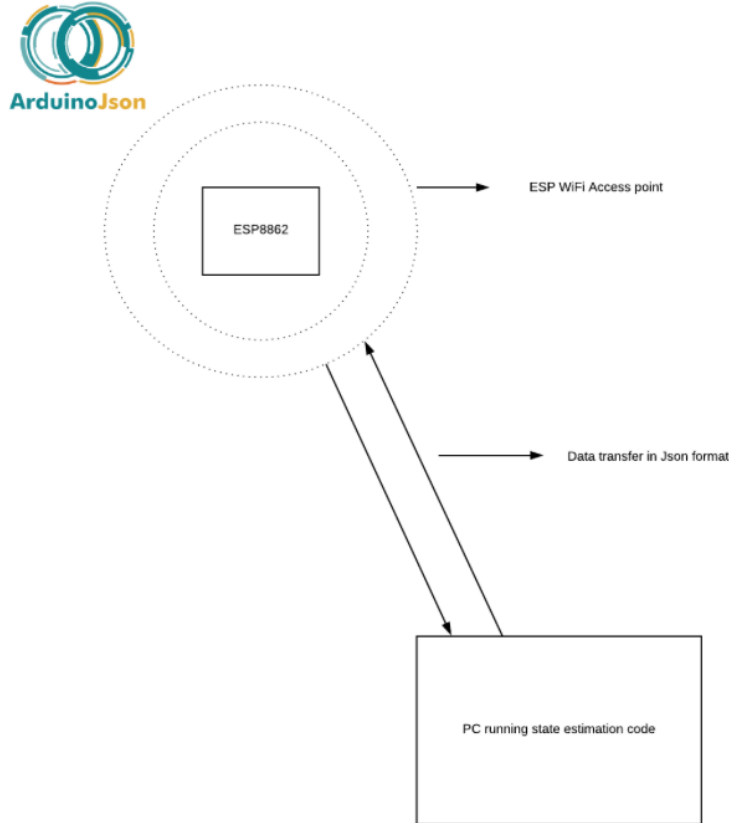 ArduinoJson
ESP WiFi Access point
ESP8862
Data transfer in Json format
PC running state estimation code